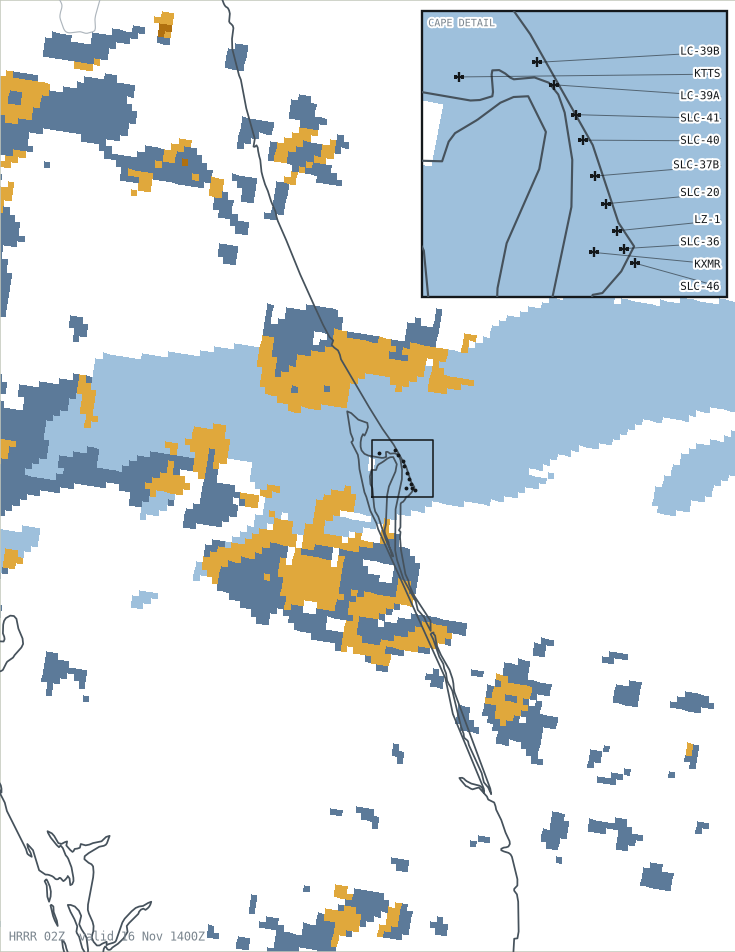 CAPE DETAIL
LC-39B
KTTS
LC-39A
SLC-41
SLC-40
SLC-37B
SLC-20
LZ-1
SLC-36
KXMR
SLC-46
HRRR 02Z  valid 16 Nov 1400Z